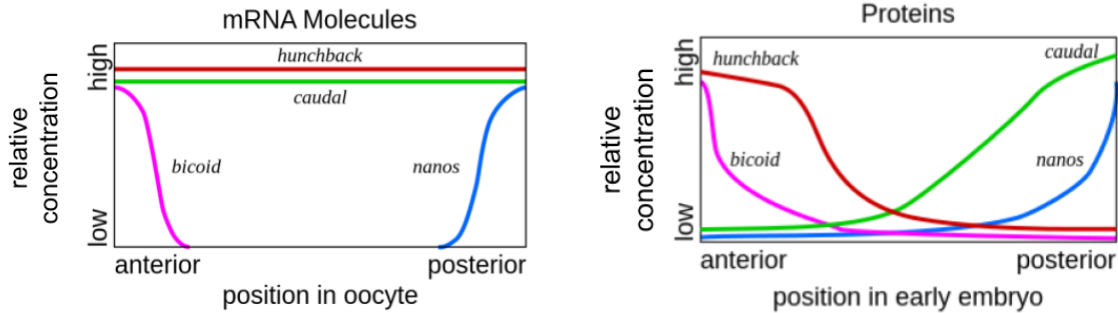 mRNA Molecules
relative
concentration
high
low
hunchback
caudal
bicoid
nanos
anterior
posterior
position in oocyte
Proteins
relative
concentration
high
low
hunchback
caudal
bicoid
nanos
anterior
posterior
position in early embryo